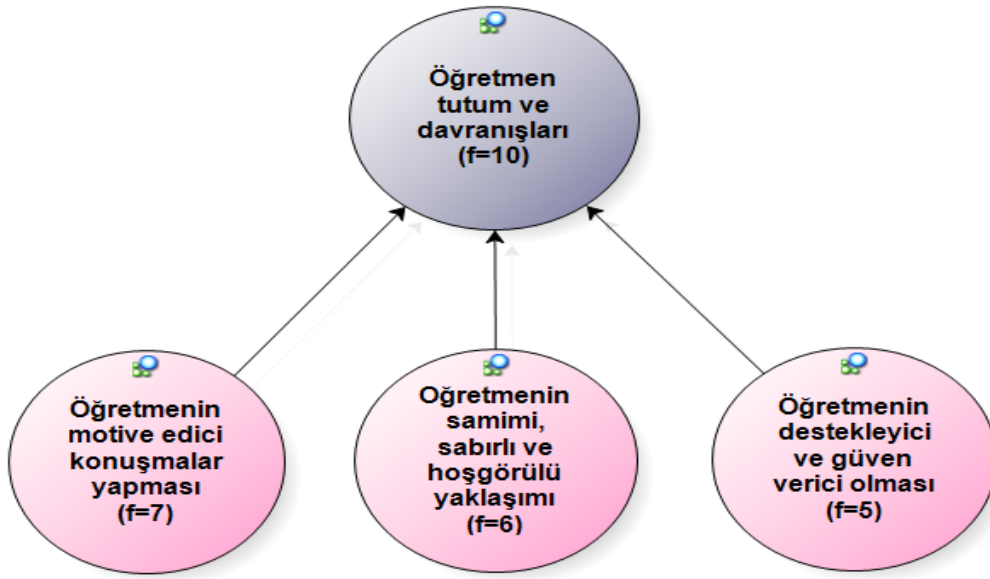 Öğretmen
tutum ve
davranışları
(f=10)
Öğretmenin
motive edici
konuşmalar
yapması
(f=7)
Oğretmenin
samimi,
sabırlı ve
hoşgörülü
yaklaşımı
(f=6)
Öğretmenin
destekleyici
ve güven
verici olması
(f=5)